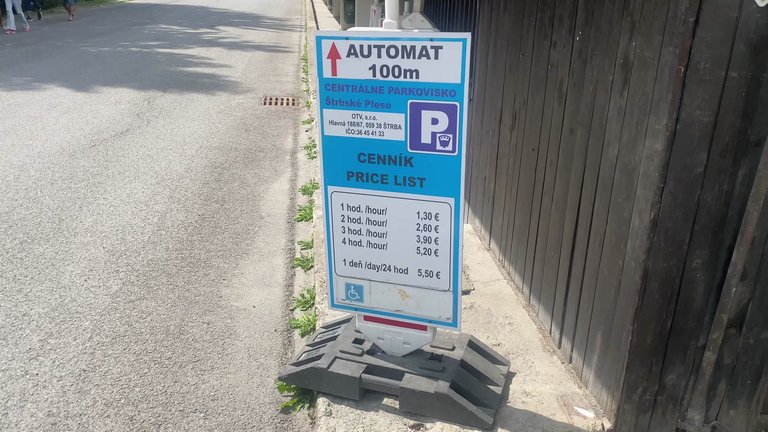 AUTOMAT
100m
CENTRÁLNE PARKOVISKO
Štrbské Pleso
OTV, s.r.o.
Hlavná 188/67, 059 38 ŠTRBA
IČO:36 45 41 33
P
CENNÍK
PRICE LIST
1 hod. /hour/ 1,30 €
2 hod. /hour/ 2,60 €
3 hod. /hour/ 3,90 €
4 hod. /hour/ 5,20 €
1 deň /day/24 hod 5,50 €